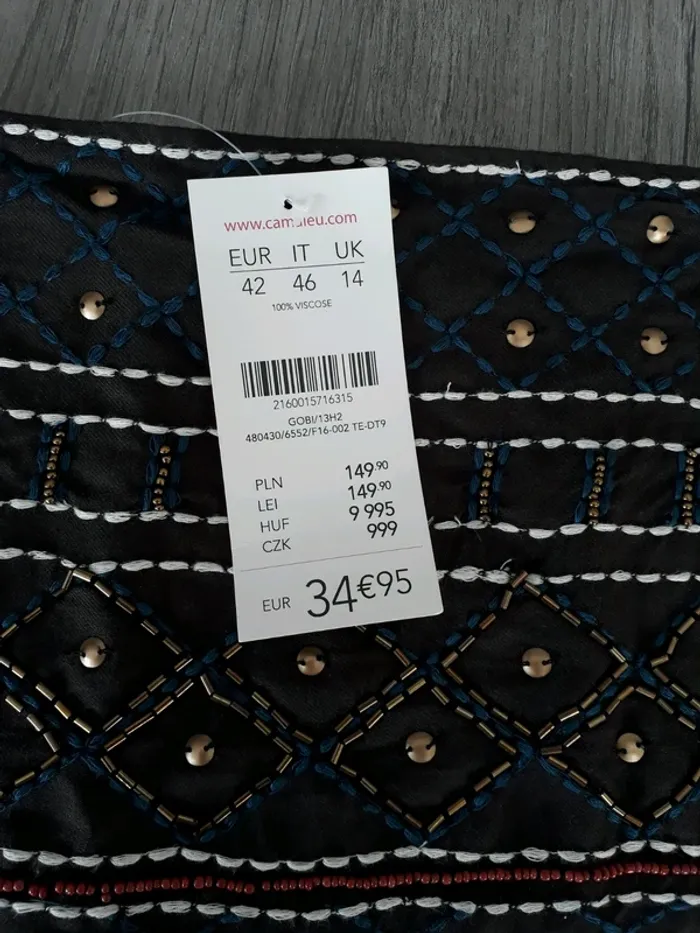 www.camaieu.com
EUR IT UK
42 46 14
100% VISCOSE
2160015716315
GOBI/13H2
480430/6552/F16-002 TE-DT9
PLN 149.90
LEI 149.90
HUF 9 995
CZK 999
EUR 34€95